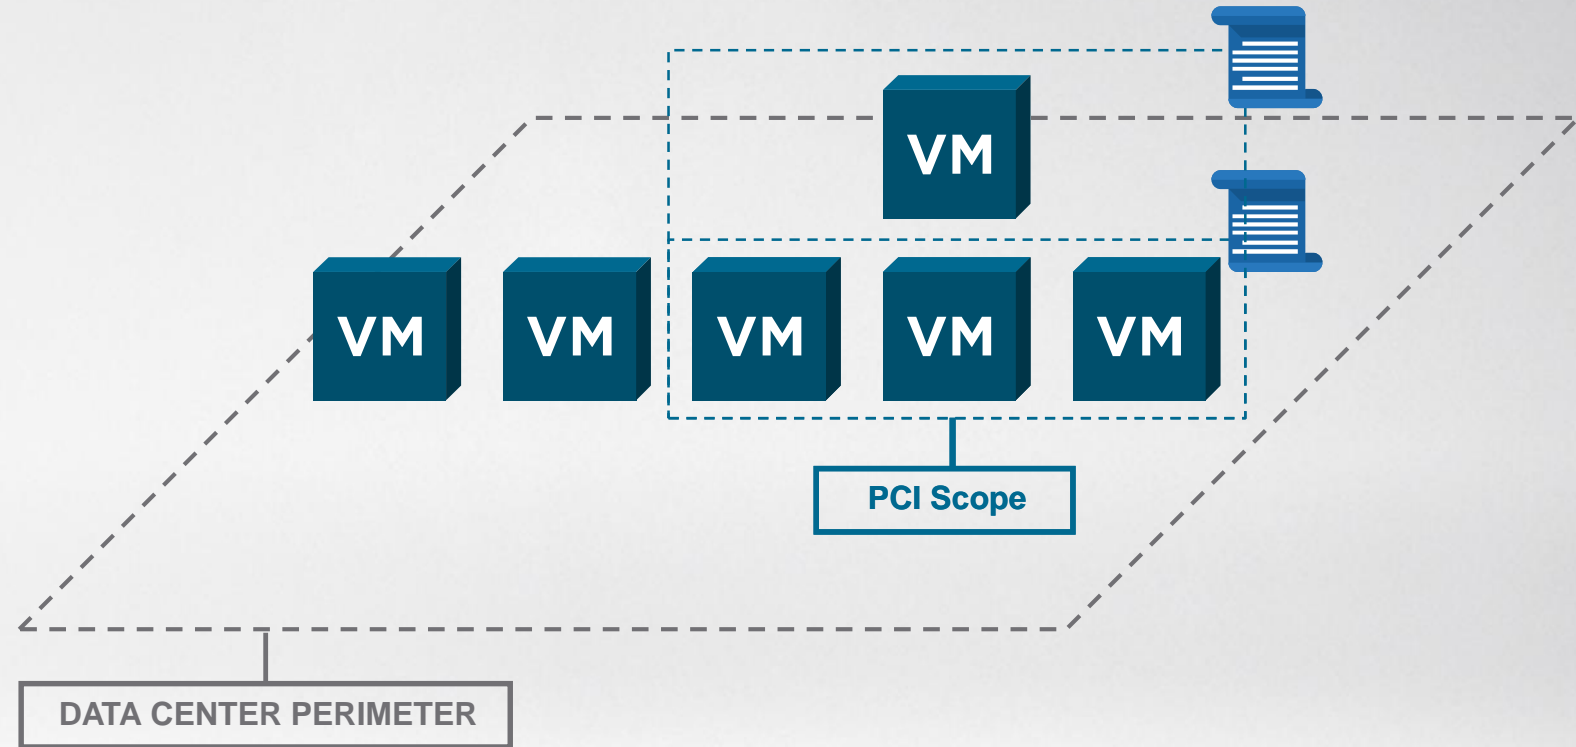 VM
VM VM VM VM VM
PCI Scope
DATA CENTER PERIMETER